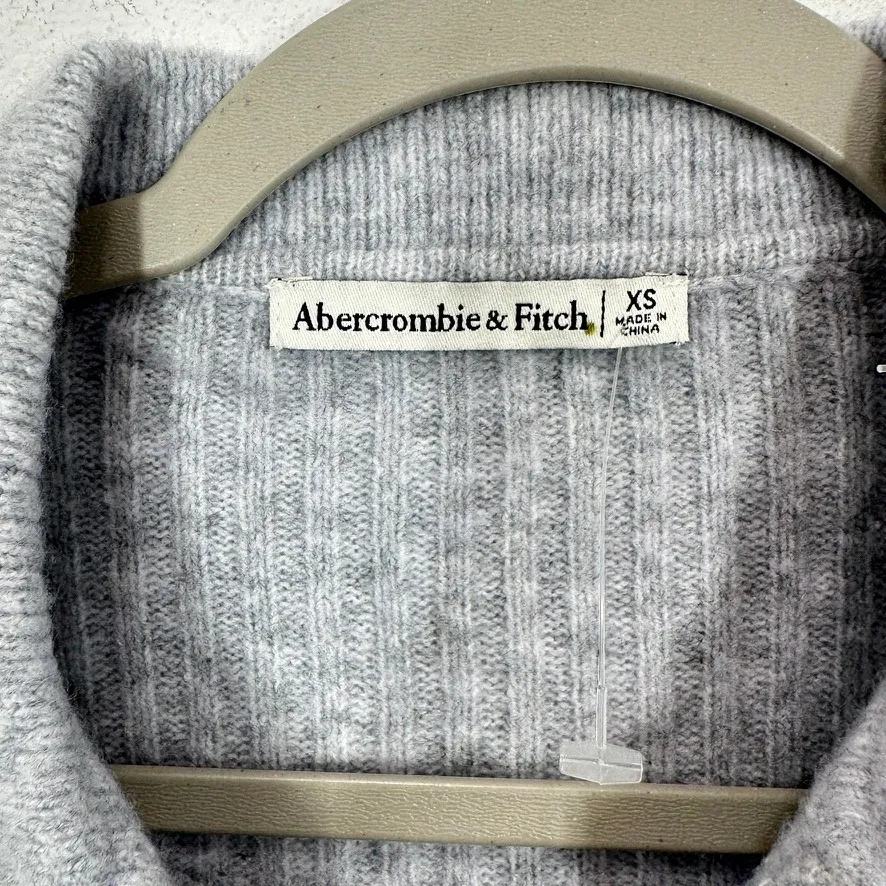 Abercrombie & Fitch | XS
MADE IN
CHINA